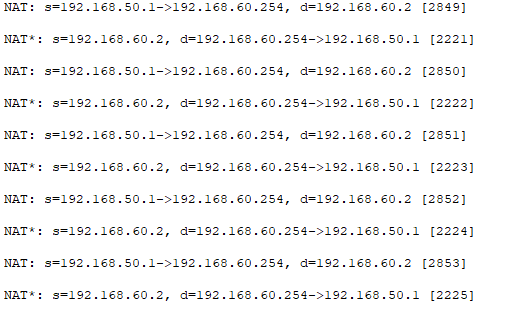 NAT: s=192.168.50.1->192.168.60.254, d=192.168.60.2 [2849]
NAT*: s=192.168.60.2, d=192.168.60.254->192.168.50.1 [2221]
NAT: s=192.168.50.1->192.168.60.254, d=192.168.60.2 [2850]
NAT*: s=192.168.60.2, d=192.168.60.254->192.168.50.1 [2222]
NAT: s=192.168.50.1->192.168.60.254, d=192.168.60.2 [2851]
NAT*: s=192.168.60.2, d=192.168.60.254->192.168.50.1 [2223]
NAT: s=192.168.50.1->192.168.60.254, d=192.168.60.2 [2852]
NAT*: s=192.168.60.2, d=192.168.60.254->192.168.50.1 [2224]
NAT: s=192.168.50.1->192.168.60.254, d=192.168.60.2 [2853]
NAT*: s=192.168.60.2, d=192.168.60.254->192.168.50.1 [2225]